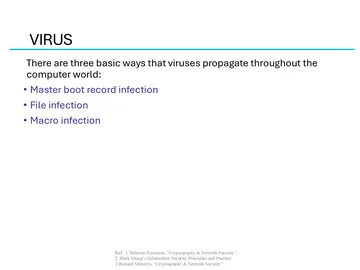 VIRUS
There are three basic ways that viruses propagate throughout the
computer world:
• Master boot record infection
• File infection
• Macro infection
Ref: 1. Behrouz Forouzan, "Cryptography & Network Security",
2. Mark Stamp's Information Security Principles and Practice
3 Bernard Menezes, "Cryptography & Network Security"